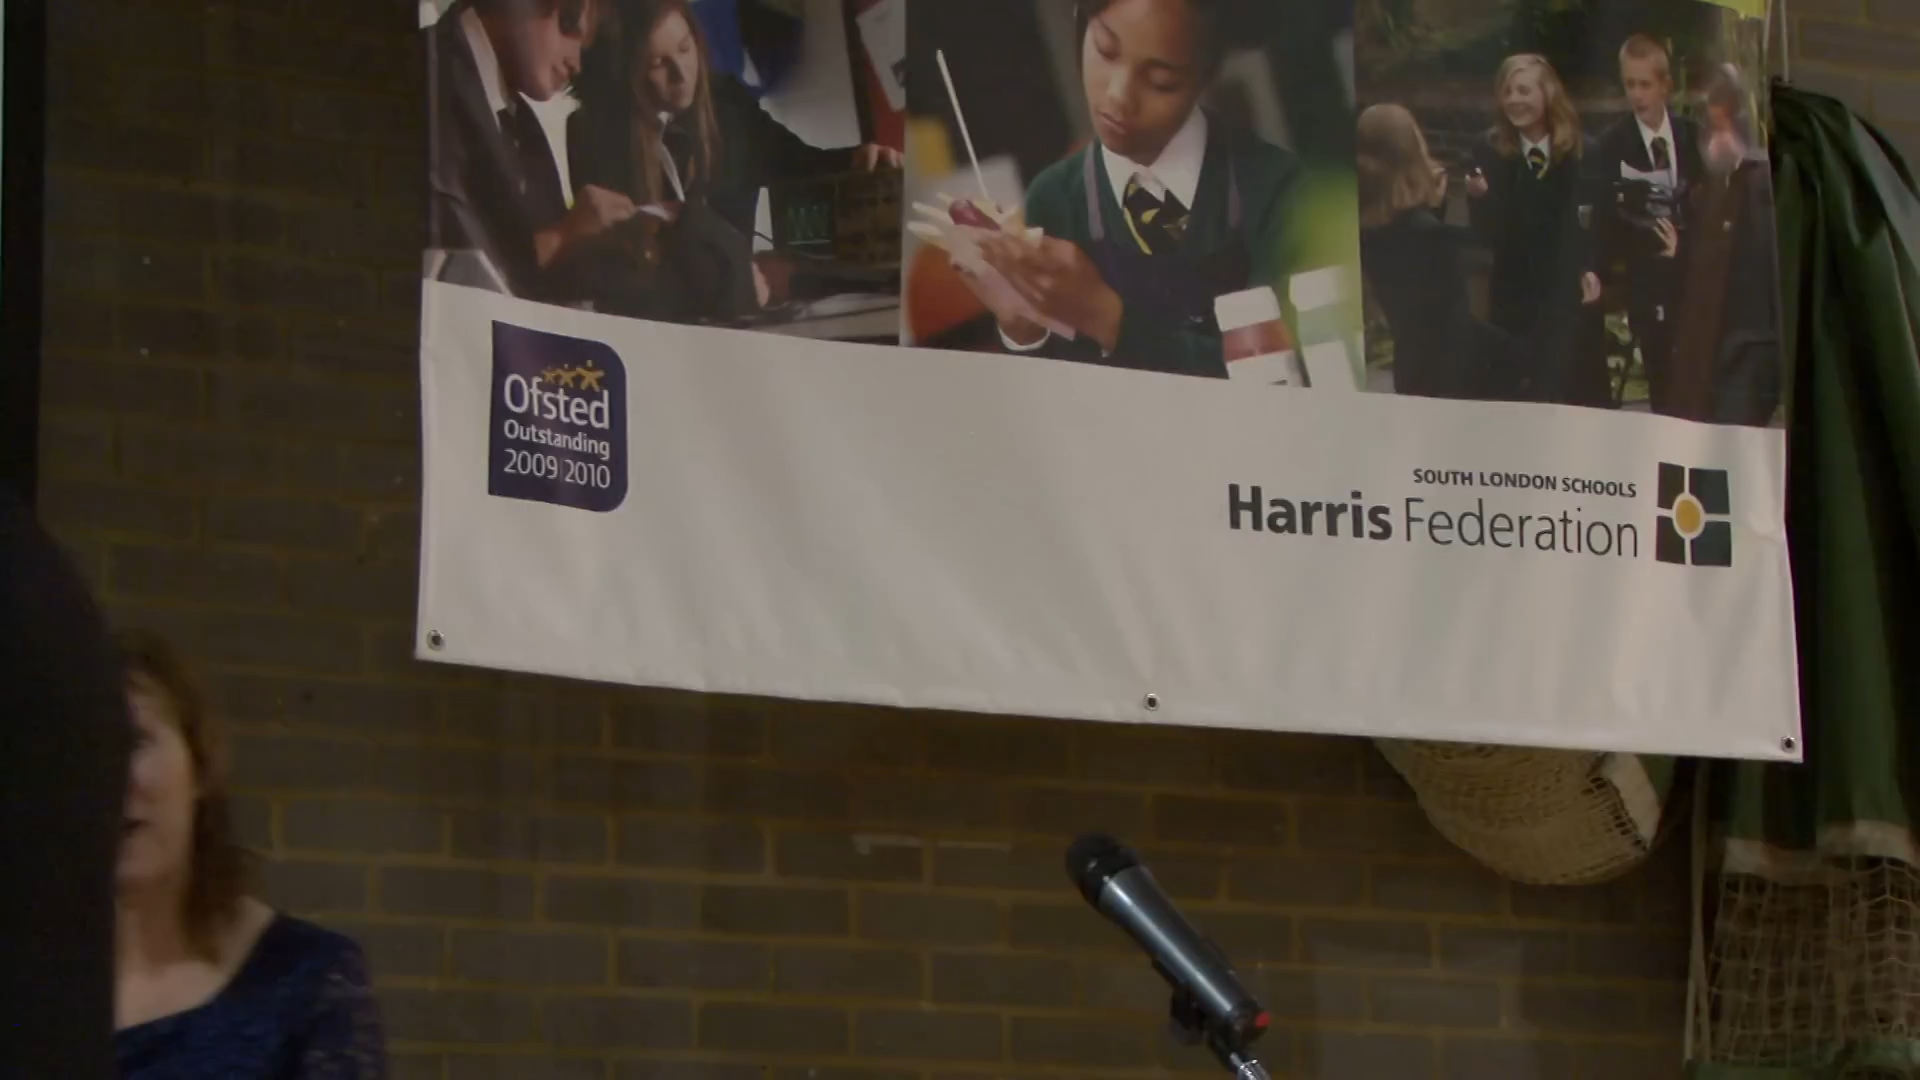 Ofsted
Outstanding
2009|2010
SOUTH LONDON SCHOOLS
Harris Federation